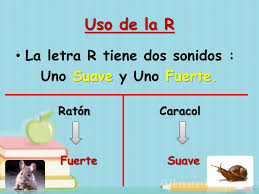 Uso de la R
• La letra R tiene dos sonidos :
Uno Suave y Uno Fuerte.
Ratón Caracol
Fuerte Suave